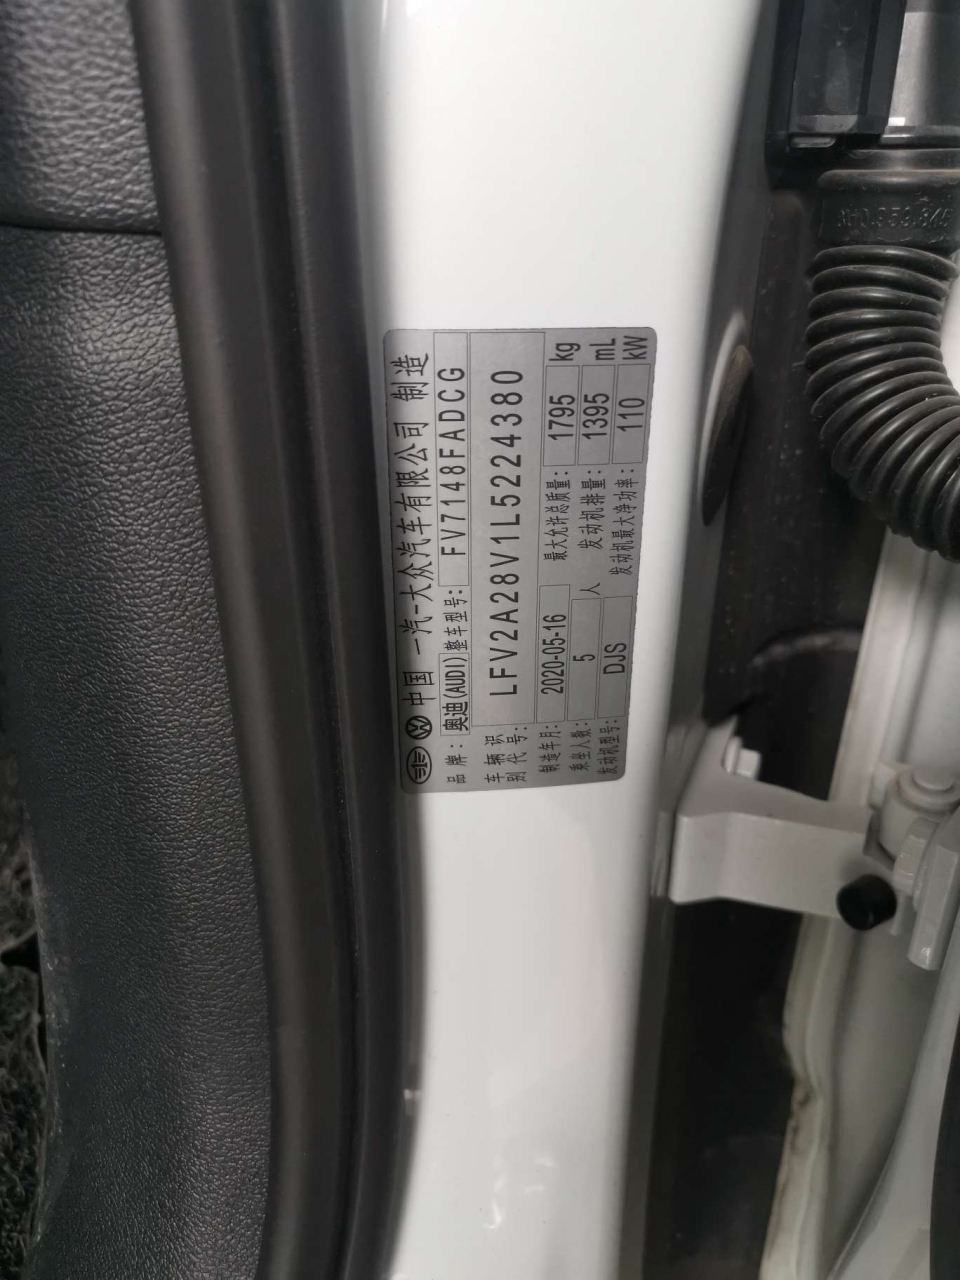 中国 一汽-大众汽车有限公司 制造
品牌: 奥迪(AUDI) 整车型号: FV7148FADCG
车辆识别代号: LFV2A28V1L5224380
制造年月: 2020-05-16 最大允许总质量: 1795 kg
乘坐人数: 5 人 发动机排量: 1395 mL
发动机型号: DJS 发动机最大净功率: 110 kW